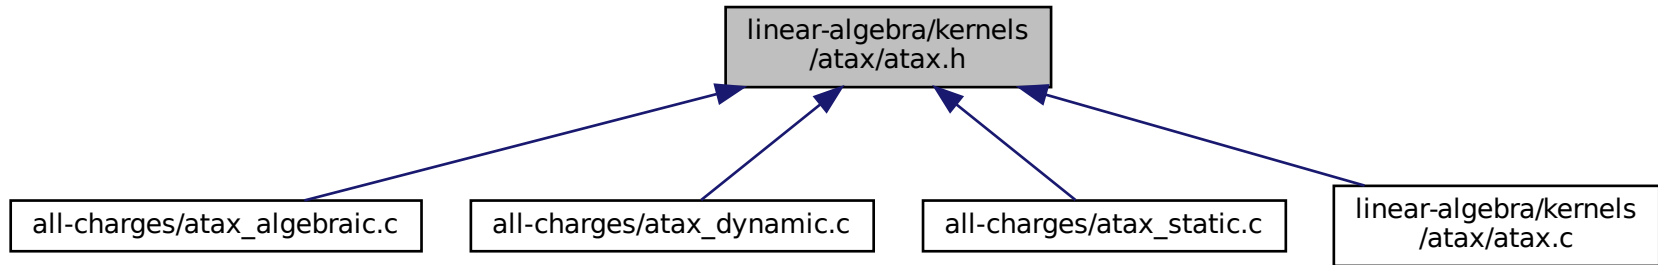 linear-algebra/kernels
/atax/atax.h
all-charges/atax_algebraic.c
all-charges/atax_dynamic.c
all-charges/atax_static.c
linear-algebra/kernels
/atax/atax.c